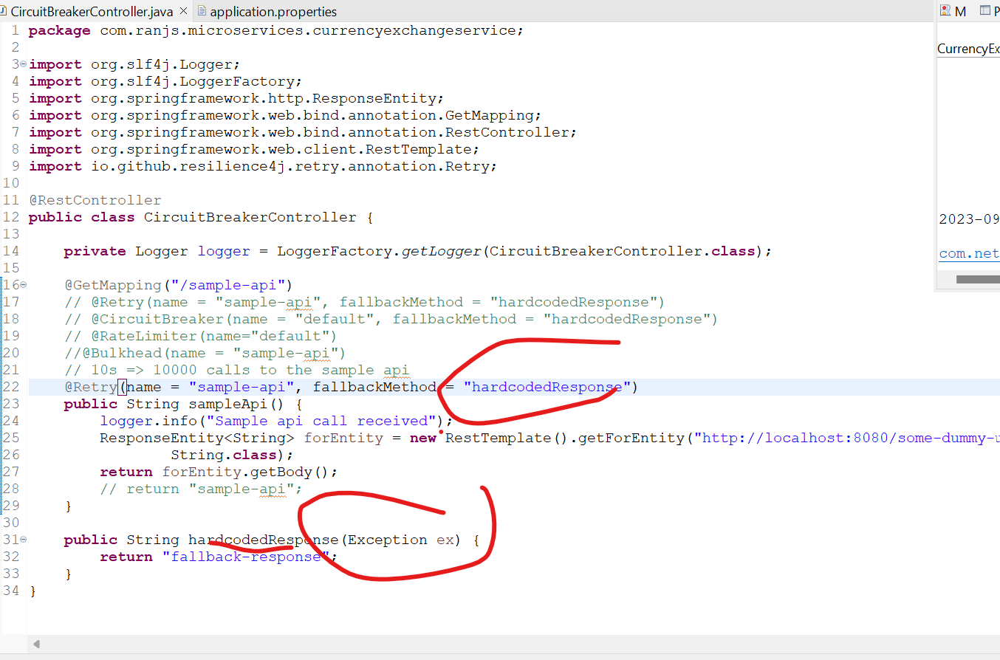 CircuitBreakerController.java × application.properties
M P
1 package com.ranjs.microservices.currencyexchangeservice;
2
3 import org.slf4j.Logger;
4 import org.slf4j.LoggerFactory;
5 import org.springframework.http.ResponseEntity;
6 import org.springframework.web.bind.annotation.GetMapping;
7 import org.springframework.web.bind.annotation.RestController;
8 import org.springframework.web.client.RestTemplate;
9 import io.github.resilience4j.retry.annotation.Retry;
10
11 @RestController
12 public class CircuitBreakerController {
13
14 private Logger logger = LoggerFactory.getLogger(CircuitBreakerController.class);
15
16 @GetMapping("/sample-api")
17 // @Retry(name = "sample-api", fallbackMethod = "hardcodedResponse")
18 // @CircuitBreaker(name = "default", fallbackMethod = "hardcodedResponse")
19 // @RateLimiter(name="default")
20 //@Bulkhead(name = "sample-api")
21 // 10s => 10000 calls to the sample api
22 @Retry(name = "sample-api", fallbackMethod = "hardcodedResponse")
23 public String sampleApi() {
24 logger.info("Sample api call received");
25 ResponseEntity<String> forEntity = new RestTemplate().getForEntity("http://localhost:8080/some-dummy-u
26 String.class);
27 return forEntity.getBody();
28 // return "sample-api";
29 }
30
31 public String hardcodedResponse(Exception ex) {
32 return "fallback-response";
33 }
34 }
CurrencyEx
2023-09
com.net